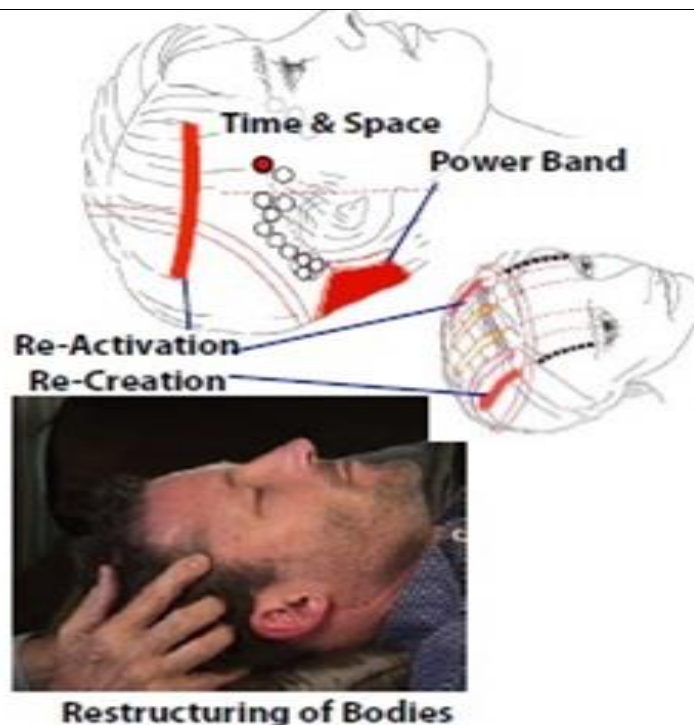 Time & Space
Power Band
Re-Activation
Re-Creation
Restructuring of Bodies